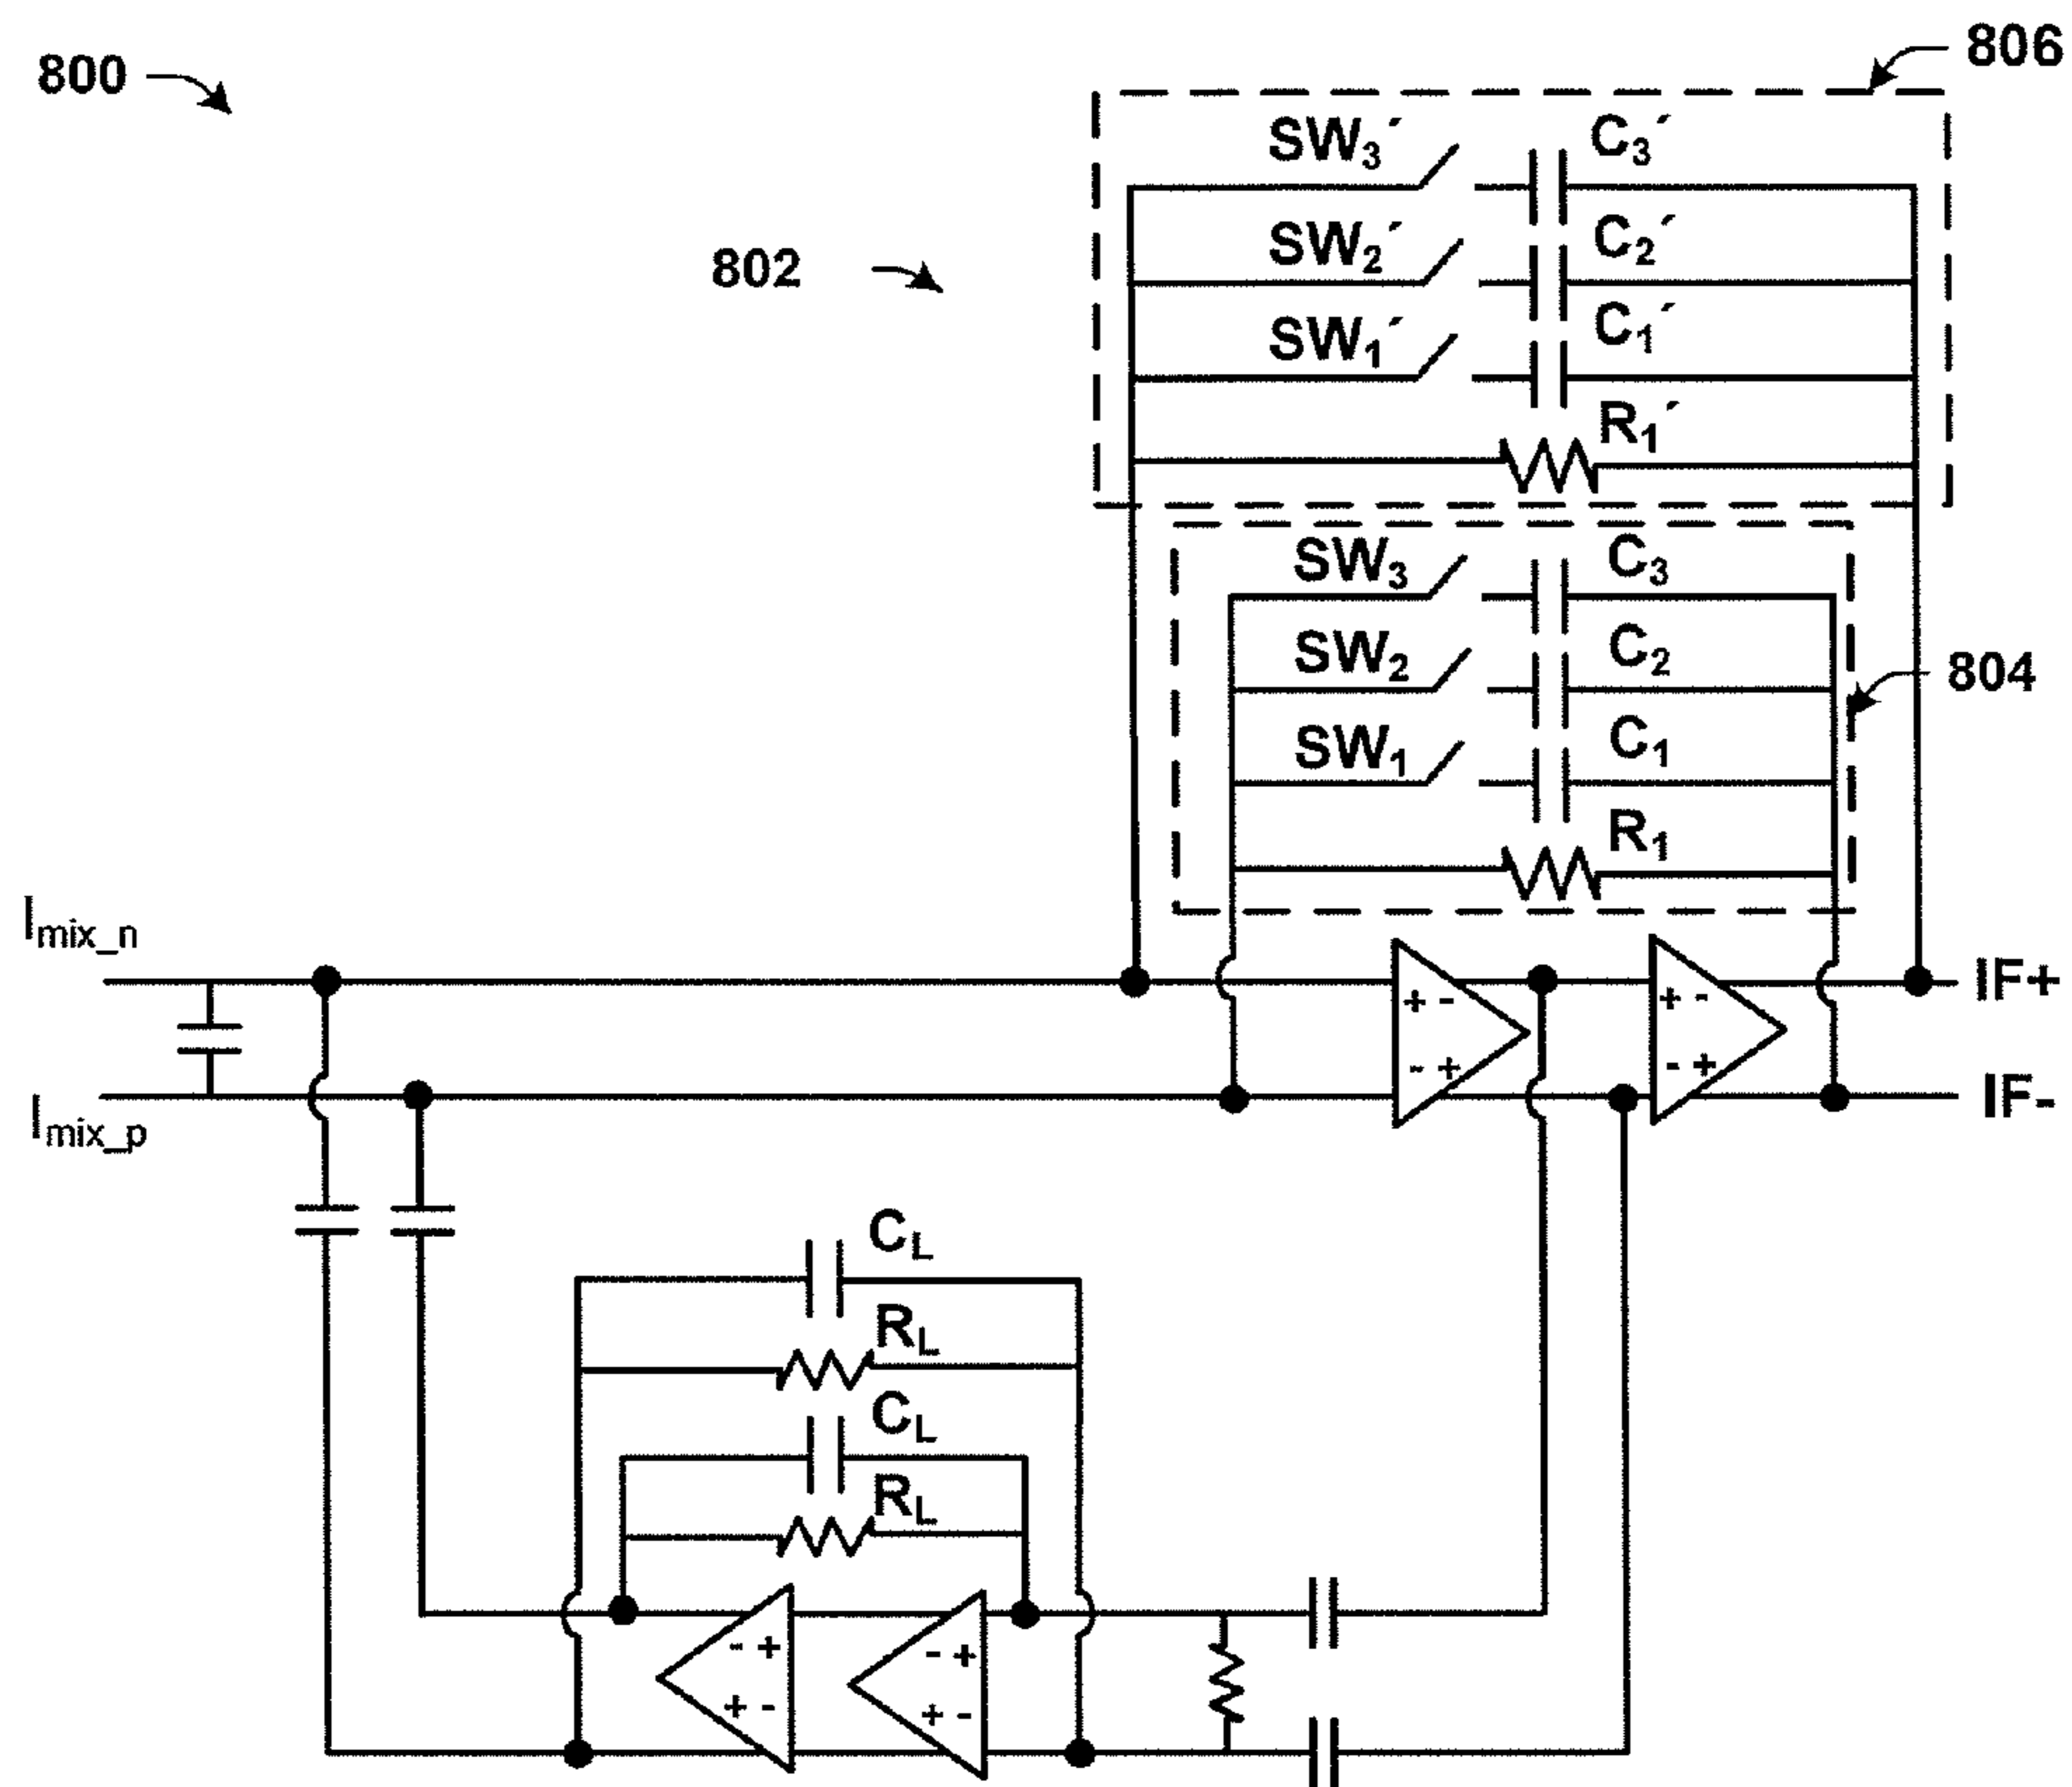 800
806
SW3´ C3´
802
SW2´ C2´
SW1´ C1´
R1´
SW3 C3
SW2 C2
804
SW1 C1
R1
Imix_n
+ - + - IF+
- + - + IF-
Imix_p
CL
RL
CL
RL
- + - +
+ - + -